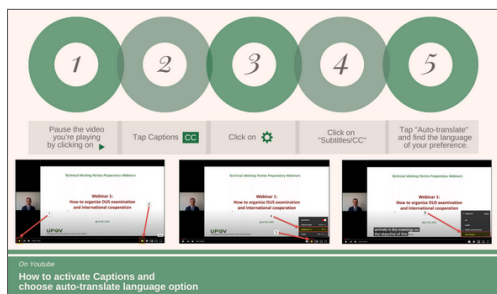 1
2
3
4
5
Pause the video
you're playing
by clicking on
Tap Captions CC
Click on
Click on
"Subtitles/CC"
Tap "Auto-translate"
and find the language
of your preference.
Technical Working Parties Preparatory Webinars
Webinar 1:
How to organize DUS examination
and international cooperation
UPOV
Technical Working Parties Preparatory Webinars
Webinar 1:
How to organize DUS examination
and international cooperation
UPOV
Technical Working Parties Preparatory Webinars
Webinar 1:
How to organize DUS examination
and international cooperation
On Youtube
How to activate Captions and
choose auto-translate language option